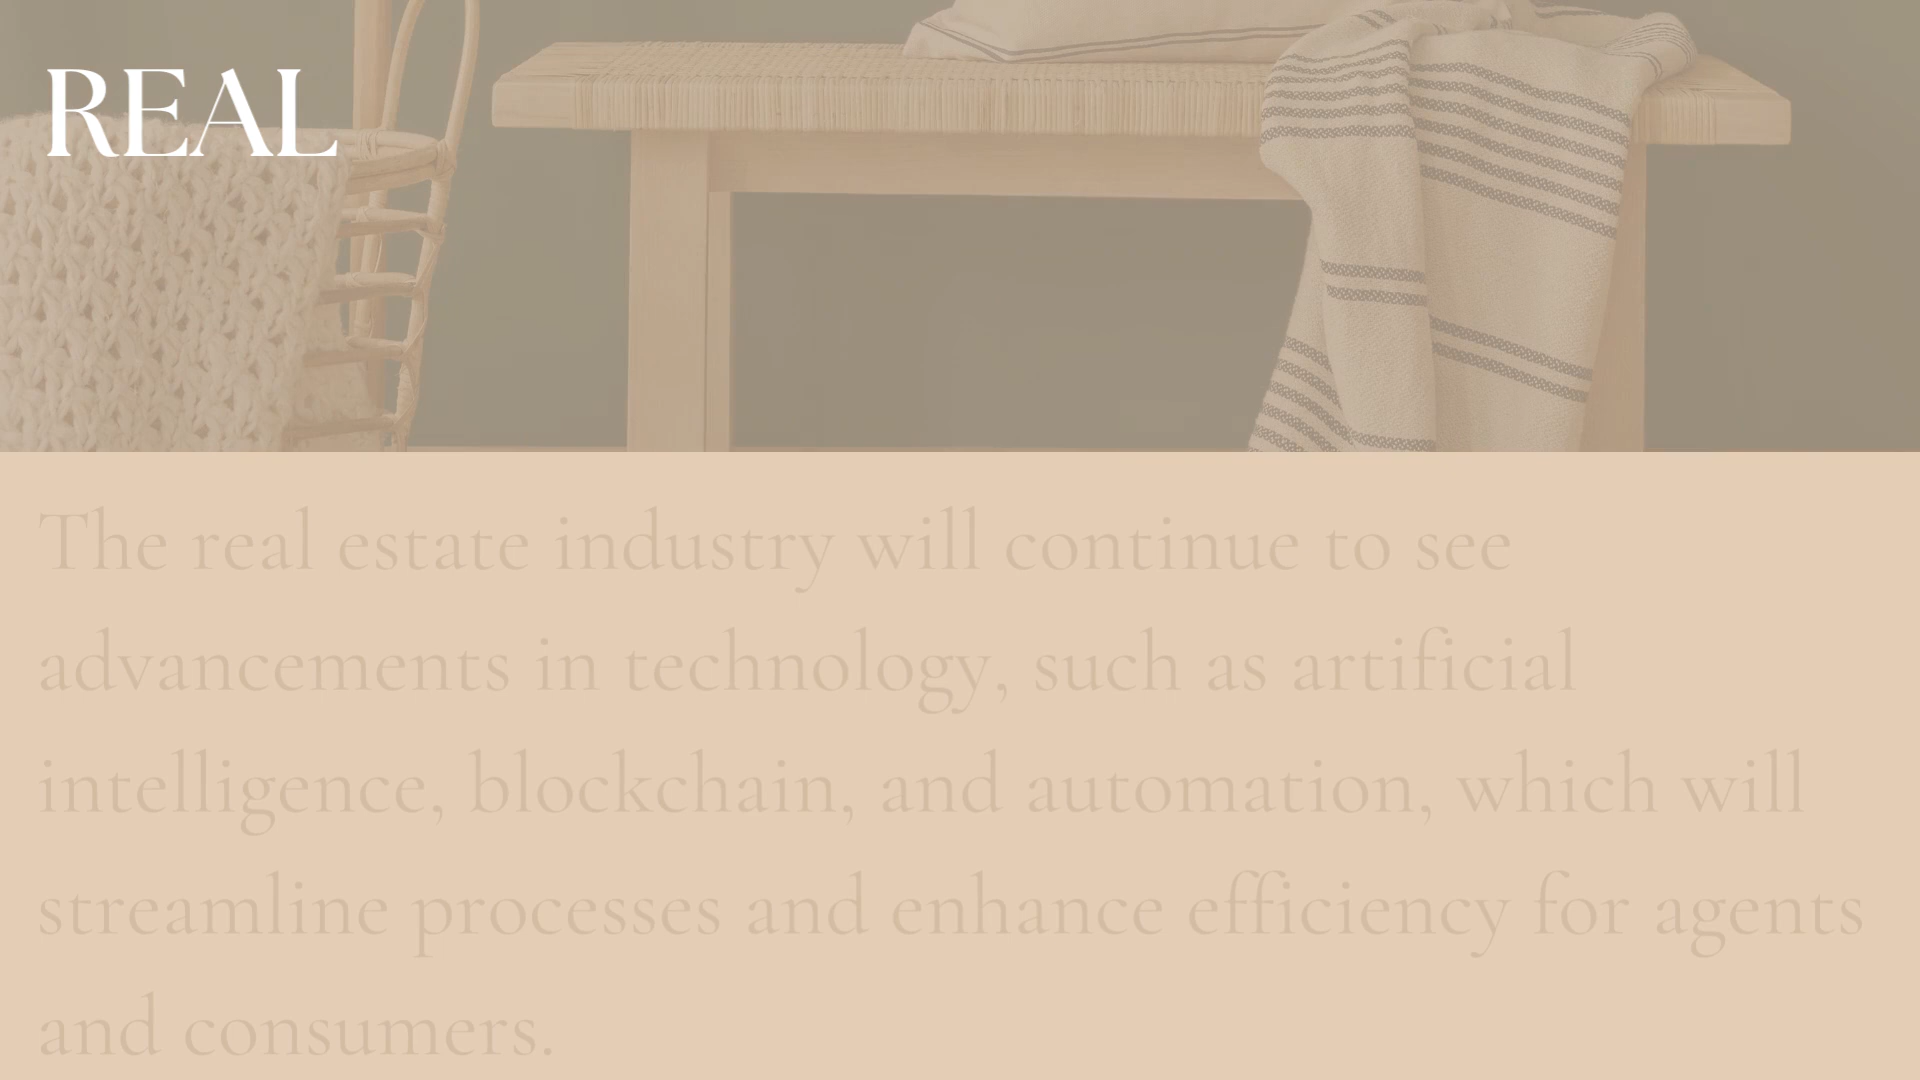 REAL
The real estate industry will continue to see
advancements in technology, such as artificial
intelligence, blockchain, and automation, which will
streamline processes and enhance efficiency for agents
and consumers.